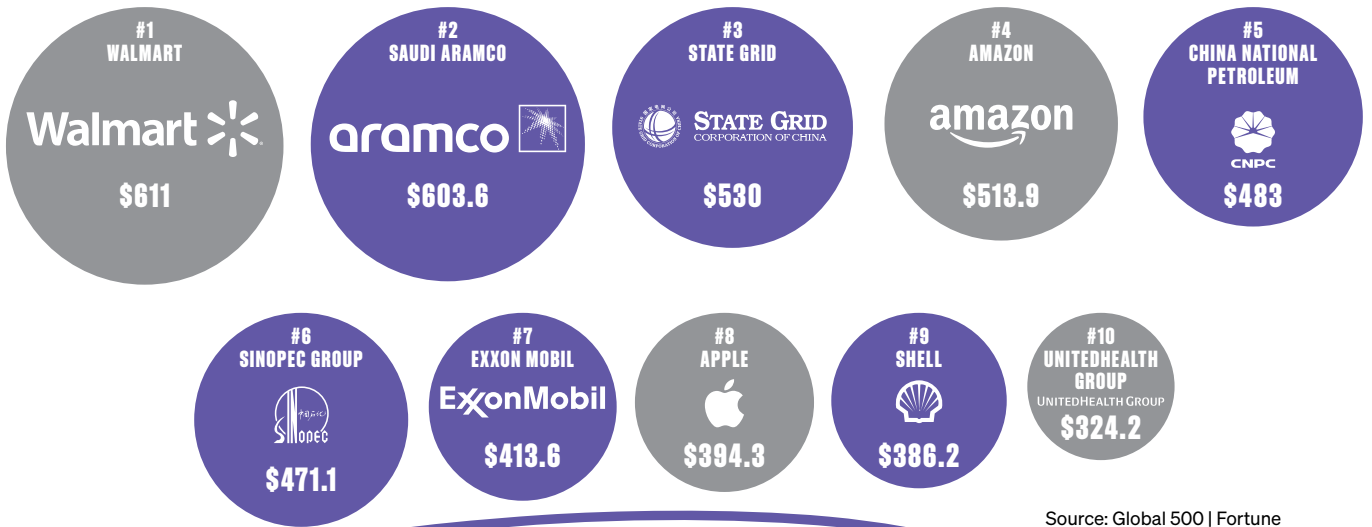 #1
WALMART
Walmart
$611
#2
SAUDI ARAMCO
aramco
$603.6
#3
STATE GRID
STATE GRID
CORPORATION OF CHINA
$530
#4
AMAZON
amazon
$513.9
#5
CHINA NATIONAL
PETROLEUM
CNPC
$483
#6
SINOPEC GROUP
SINOPEC
$471.1
#7
EXXON MOBIL
ExxonMobil
$413.6
#8
APPLE
$394.3
#9
SHELL
$386.2
#10
UNITEDHEALTH
GROUP
UNITEDHEALTH GROUP
$324.2
Source: Global 500 | Fortune